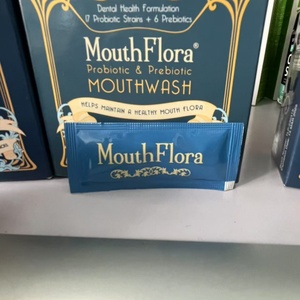 Dental Health Formulation
17 Probiotic Strains + 6 Prebiotics
MouthFlora®
Probiotic & Prebiotic
MOUTHWASH
HELPS MAINTAIN A HEALTHY MOUTH FLORA
MouthFlora